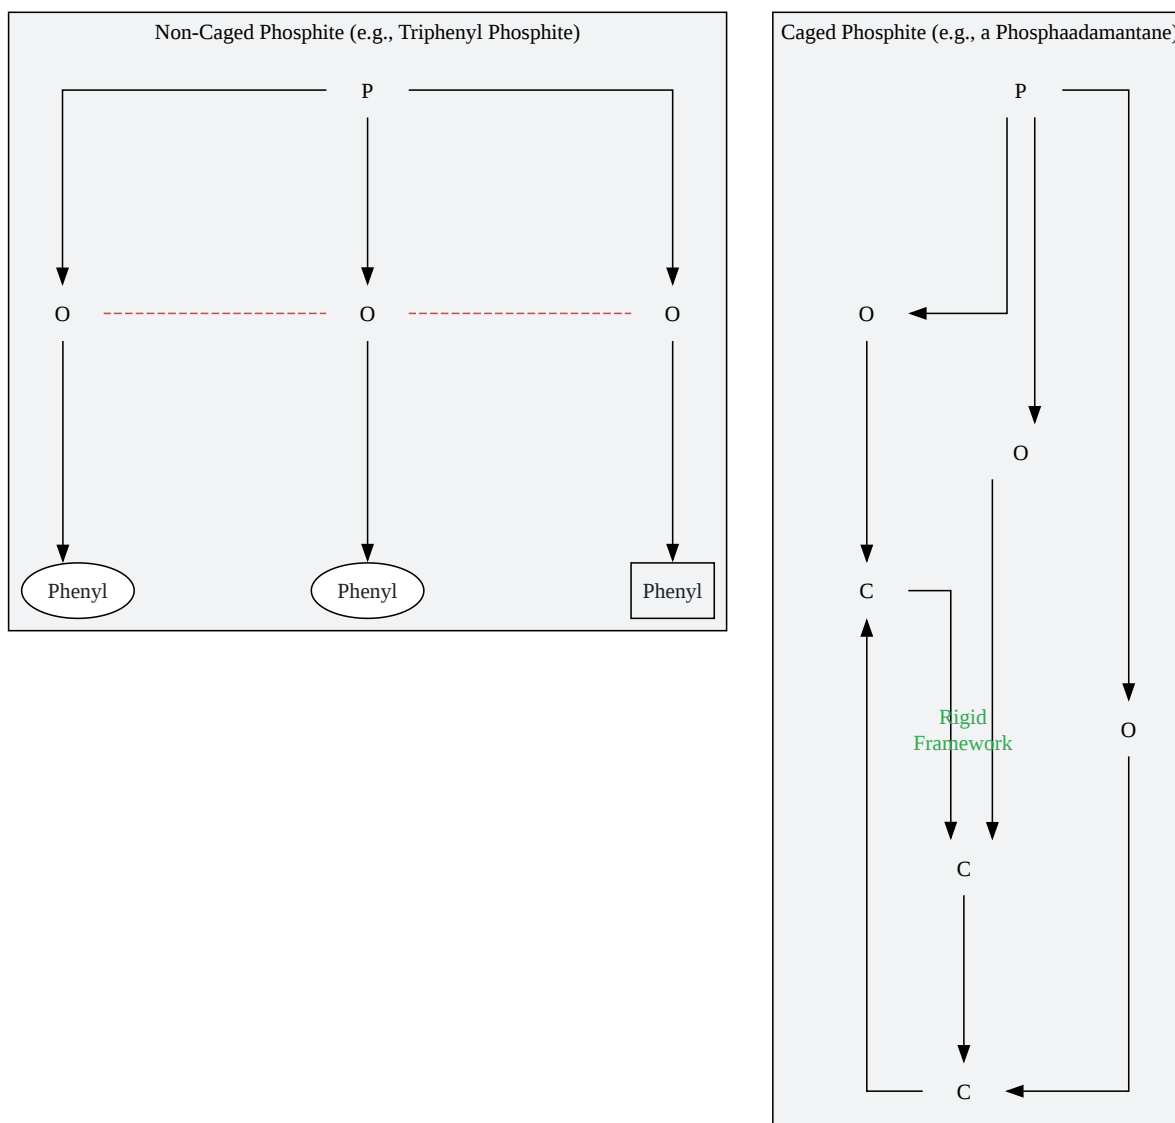 Non-Caged Phosphite (e.g., Triphenyl Phosphite)
P
O
O
O
Phenyl
Phenyl
Phenyl
Caged Phosphite (e.g., a Phosphaadamantane)
P
O
O
C
Rigid
Framework
O
C
C